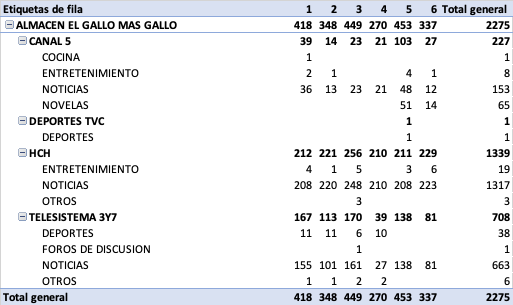 Etiquetas de fila 1 2 3 4 5 6 Total general
ALMACEN EL GALLO MAS GALLO 418 348 449 270 453 337 2275
CANAL 5 39 14 23 21 103 27 227
COCINA 1 1
ENTRETENIMIENTO 2 1 4 1 8
NOTICIAS 36 13 23 21 48 12 153
NOVELAS 51 14 65
DEPORTES TVC 1 1
DEPORTES 1 1
HCH 212 221 256 210 211 229 1339
ENTRETENIMIENTO 4 1 5 3 6 19
NOTICIAS 208 220 248 210 208 223 1317
OTROS 3 3
TELESISTEMA 3Y7 167 113 170 39 138 81 708
DEPORTES 11 11 6 10 38
FOROS DE DISCUSION 1 1
NOTICIAS 155 101 161 27 138 81 663
OTROS 1 1 2 2 6
Total general 418 348 449 270 453 337 2275